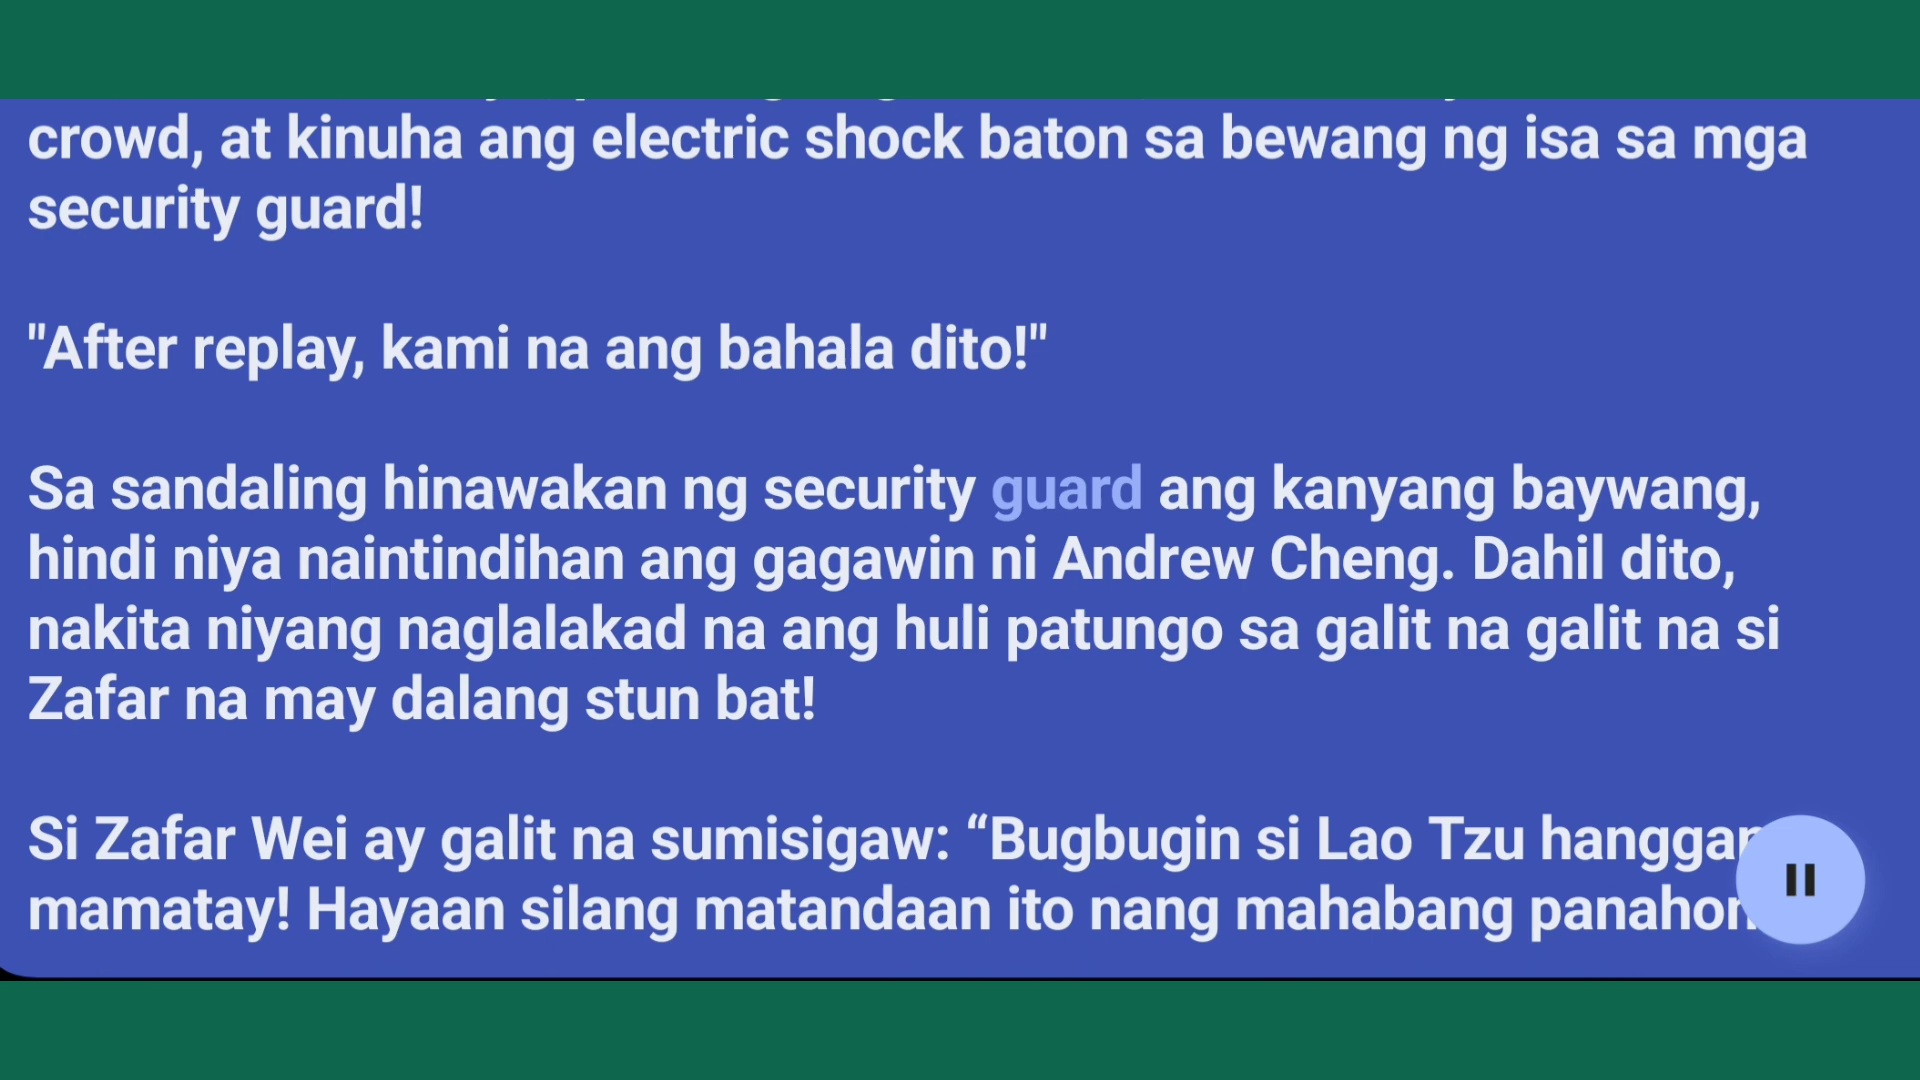 crowd, at kinuha ang electric shock baton sa bewang ng isa sa mga
security guard!
"After replay, kami na ang bahala dito!"
Sa sandaling hinawakan ng security guard ang kanyang baywang,
hindi niya naintindihan ang gagawin ni Andrew Cheng. Dahil dito,
nakita niyang naglalakad na ang huli patungo sa galit na galit na si
Zafar na may dalang stun bat!
Si Zafar Wei ay galit na sumisigaw: “Bugbugin si Lao Tzu hanggang
mamatay! Hayaan silang matandaan ito nang mahabang panahon